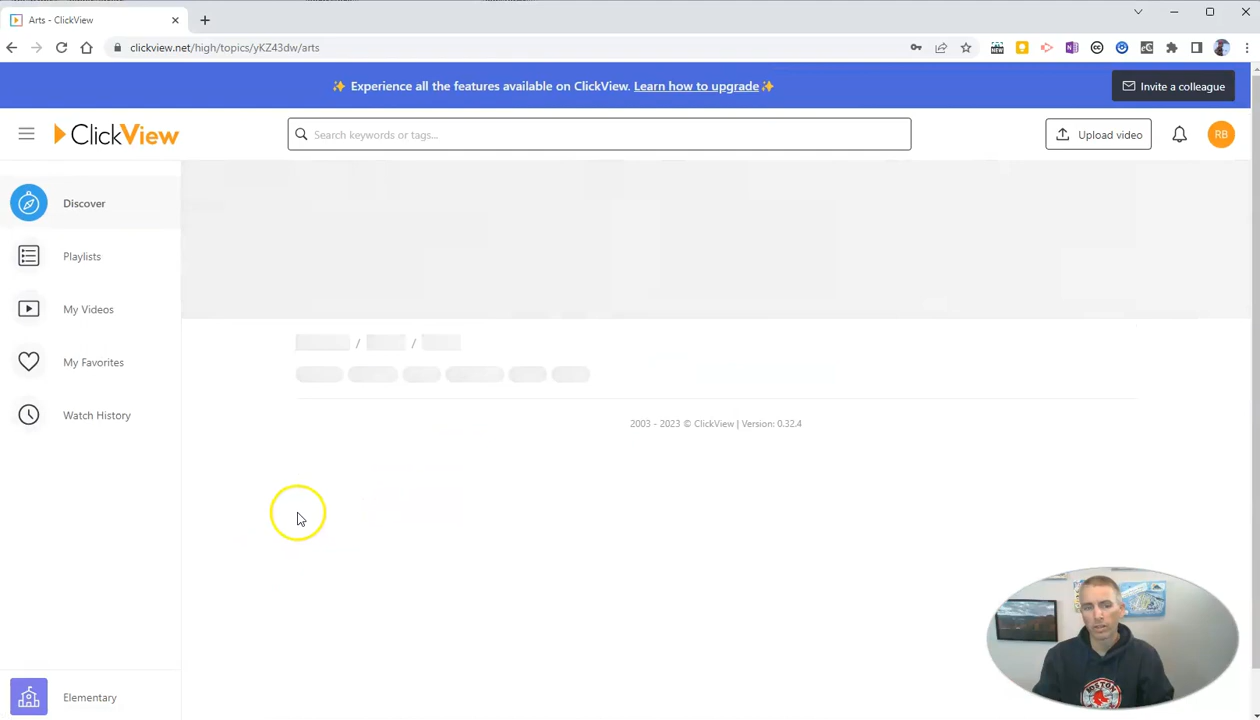 Arts - ClickView
clickview.net/high/topics/yKZ43dw/arts
✨ Experience all the features available on ClickView. Learn how to upgrade ✨
Invite a colleague
ClickView
Search keywords or tags...
Upload video
RB
Discover
Playlists
My Videos
My Favorites
Watch History
2003 - 2023 © ClickView | Version: 0.32.4
Elementary
BOSTON